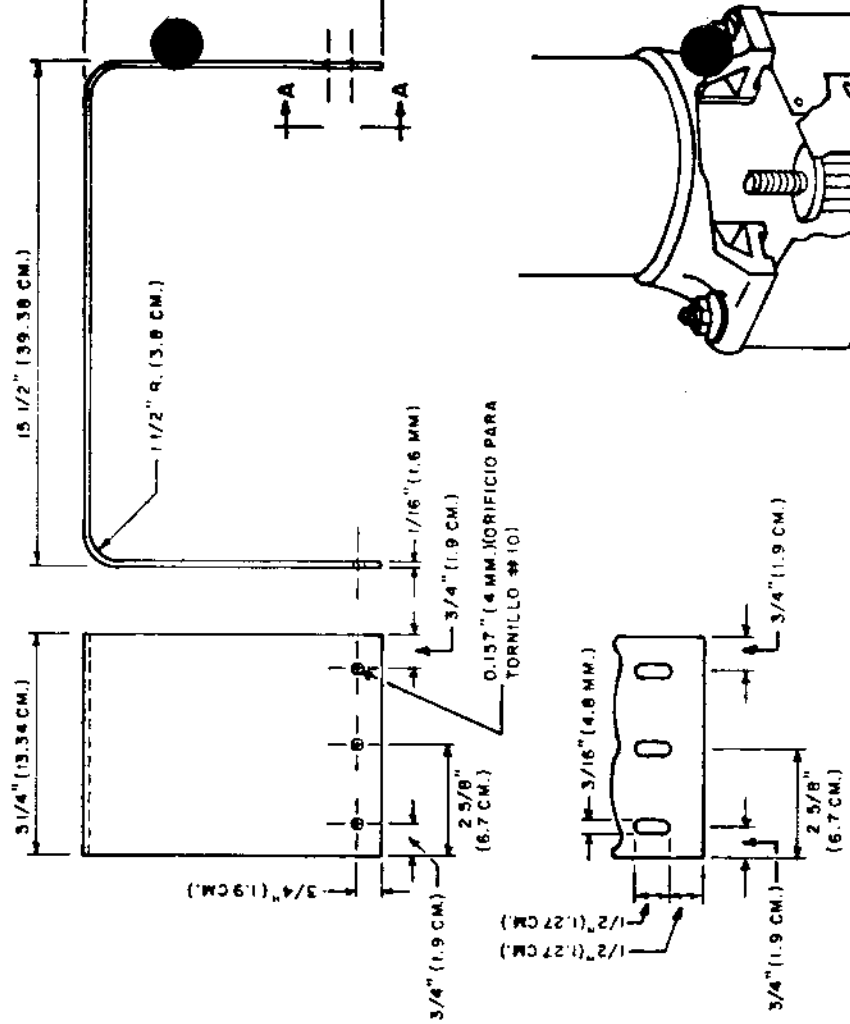 15 1/2" (39.38 CM.)
1 1/2" R. (3.8 CM.)
A
A
1/16" (1.6 MM)
3/4" (1.9 CM.)
0.157" (4 MM.)(ORIFICIO PARA
TORNILLO #10)
51/4" (13.34 CM.)
3/4" (1.9 CM.)
2 5/8"
(6.7 CM.)
3/4" (1.9 CM.)
3/16" (4.8 MM.)
3/4" (1.9 CM.)
1/2" (1.27 CM.)
1/2" (1.27 CM.)
2 5/8"
(6.7 CM.)
3/4" (1.9 CM.)